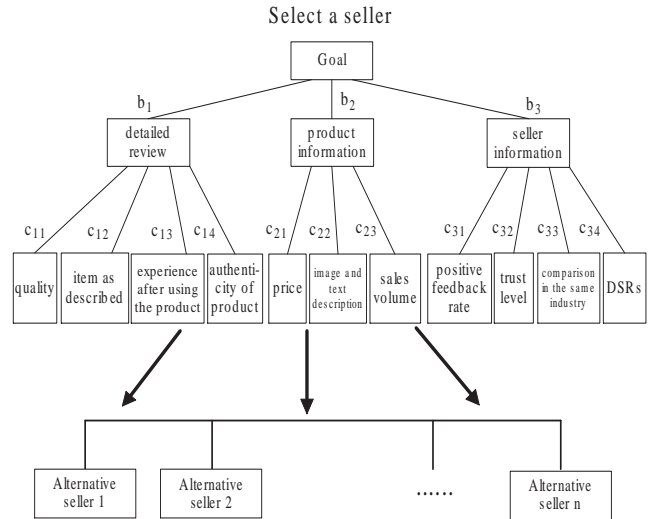 Select a seller
Goal
b1
b2
b3
detailed
review
product
information
seller
information
c11
c12
c13
c14
c21
c22
c23
c31
c32
c33
c34
quality
item as
described
experience
after using
the product
authenti-
city of
product
price
image and
text
description
sales
volume
positive
feedback
rate
trust
level
comparison
in the same
industry
DSRs
Alternative
seller 1
Alternative
seller 2
......
Alternative
seller n